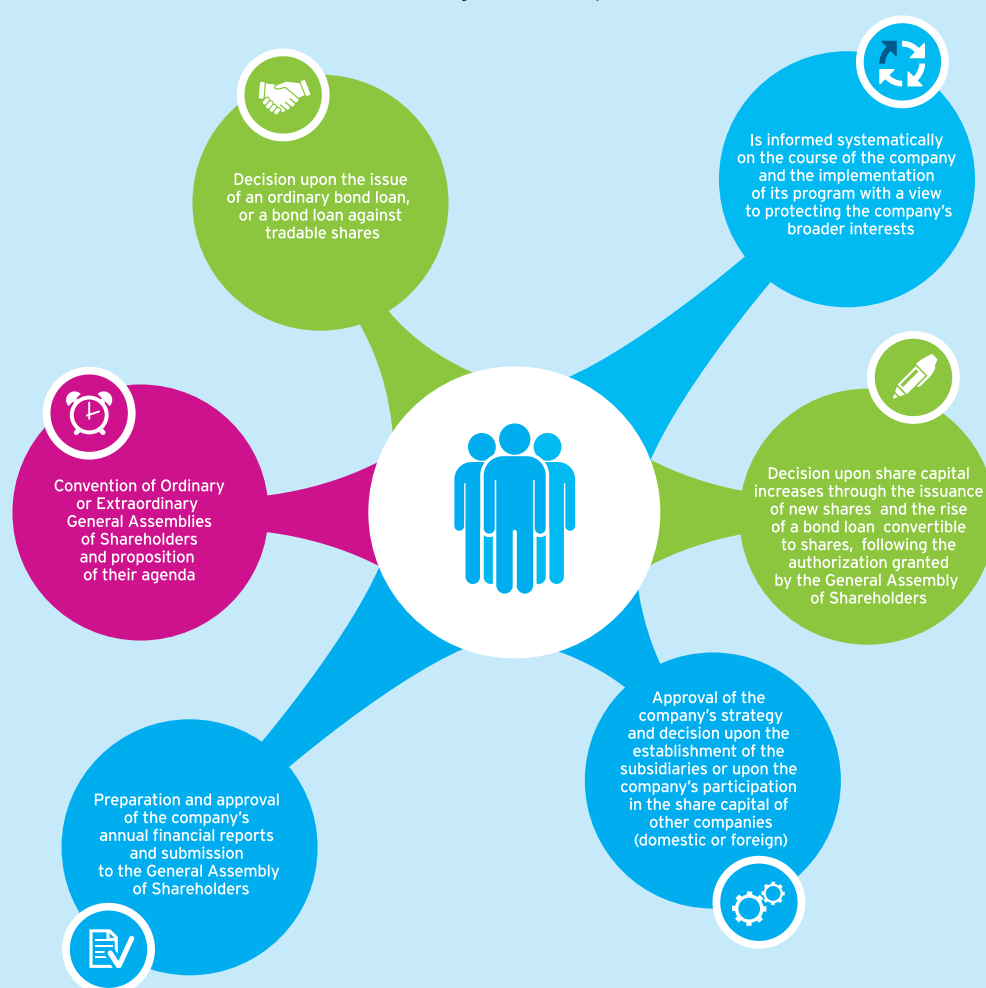 Decision upon the issue
of an ordinary bond loan,
or a bond loan against
tradable shares
Is informed systematically
on the course of the company
and the implementation
of its program with a view
to protecting the company's
broader interests
Convention of Ordinary
or Extraordinary
General Assemblies
of Shareholders
and proposition
of their agenda
Decision upon share capital
increases through the issuance
of new shares and the rise
of a bond loan convertible
to shares, following the
authorization granted
by the General Assembly
of Shareholders
Preparation and approval
of the company's
annual financial reports
and submission
to the General Assembly
of Shareholders
Approval of the
company's strategy
and decision upon the
establishment of the
subsidiaries or upon the
company's participation
in the share capital of
other companies
(domestic or foreign)